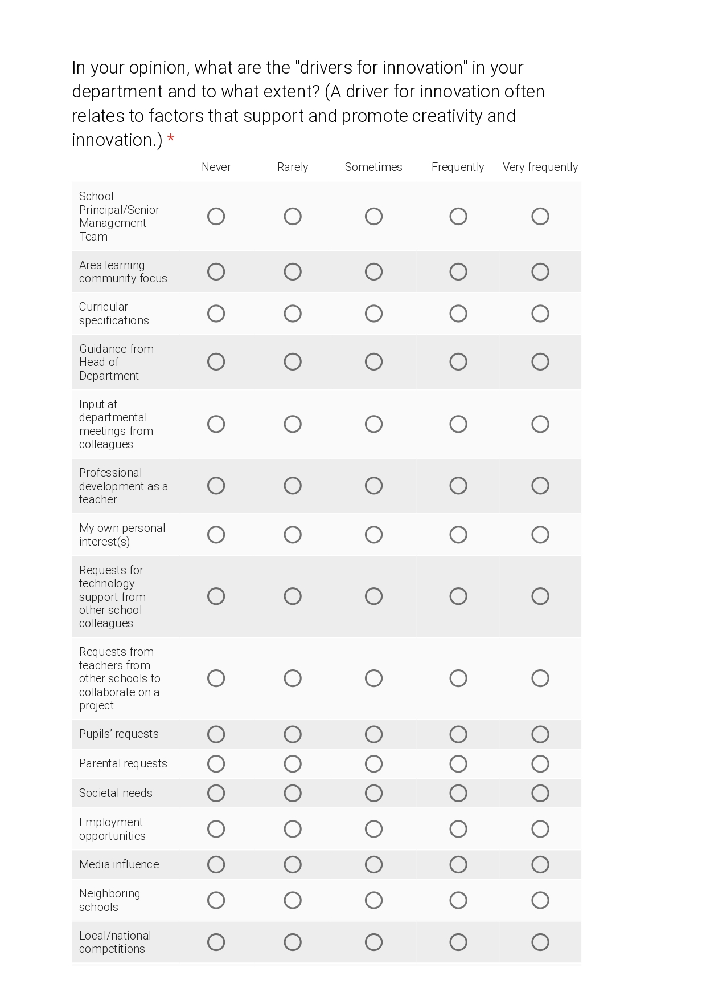 In your opinion, what are the "drivers for innovation" in your
department and to what extent? (A driver for innovation often
relates to factors that support and promote creativity and
innovation.) *
Never Rarely Sometimes Frequently Very frequently
School
Principal/Senior
Management
Team
Area learning
community focus
Curricular
specifications
Guidance from
Head of
Department
Input at
departmental
meetings from
colleagues
Professional
development as a
teacher
My own personal
interest(s)
Requests for
technology
support from
other school
colleagues
Requests from
teachers from
other schools to
collaborate on a
project
Pupils’ requests
Parental requests
Societal needs
Employment
opportunities
Media influence
Neighboring
schools
Local/national
competitions